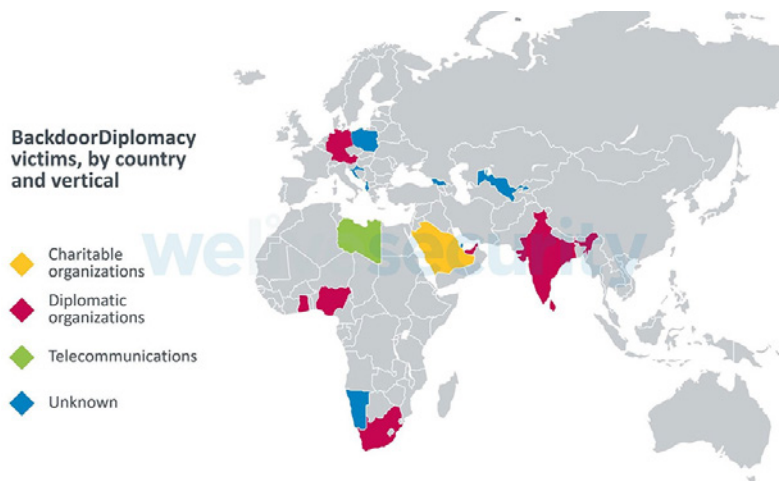 BackdoorDiplomacy
victims, by country
and vertical
welivesecurity
Charitable
organizations
Diplomatic
organizations
Telecommunications
Unknown